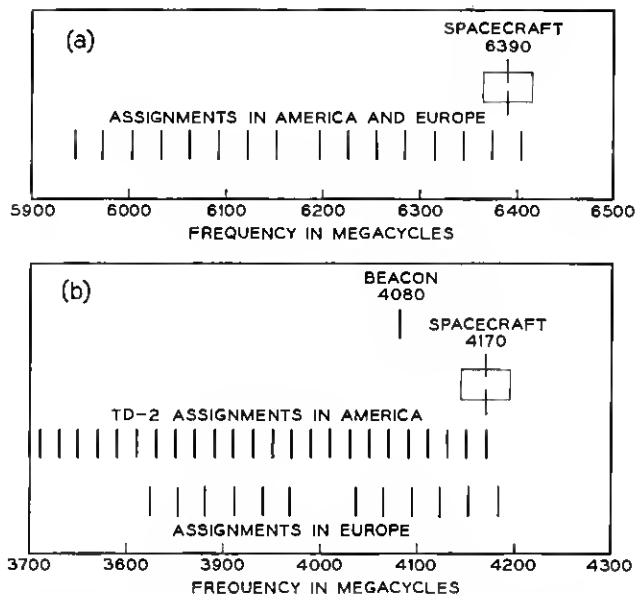 (a)
SPACECRAFT
6390
ASSIGNMENTS IN AMERICA AND EUROPE
5900 6000 6100 6200 6300 6400 6500
FREQUENCY IN MEGACYCLES
(b)
BEACON
4080
SPACECRAFT
4170
TD-2 ASSIGNMENTS IN AMERICA
ASSIGNMENTS IN EUROPE
3700 3800 3900 4000 4100 4200 4300
FREQUENCY IN MEGACYCLES